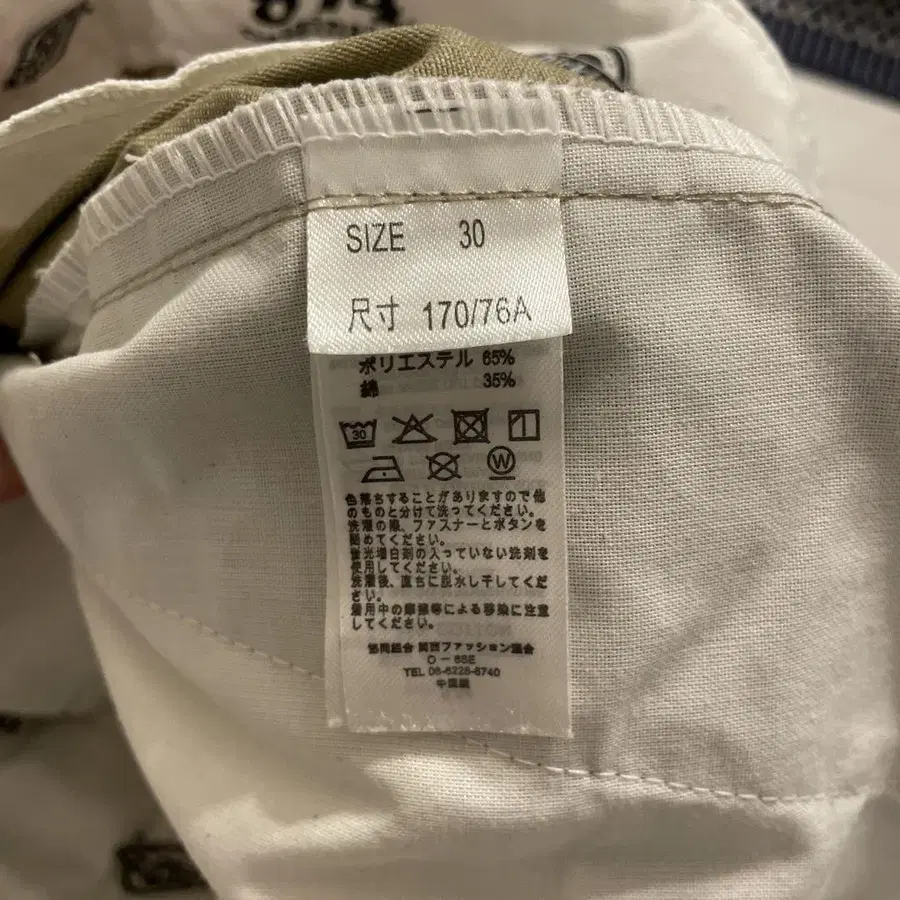 874
SIZE 30
尺寸 170/76A
ポリエステル 65%
綿 35%
30
W
色落ちすることがありますので他
のものと分けて洗ってください。
洗濯の際、ファスナーとボタンを
閉めてください。
蛍光増白剤の入っていない洗剤を
使用してください。
洗濯後、直ちに脱水し干してくだ
さい。
着用中の摩擦等による移染に注意
してください。
協同組合 関西ファッション連合
O-6SE
TEL 06-6228-6740
中国製